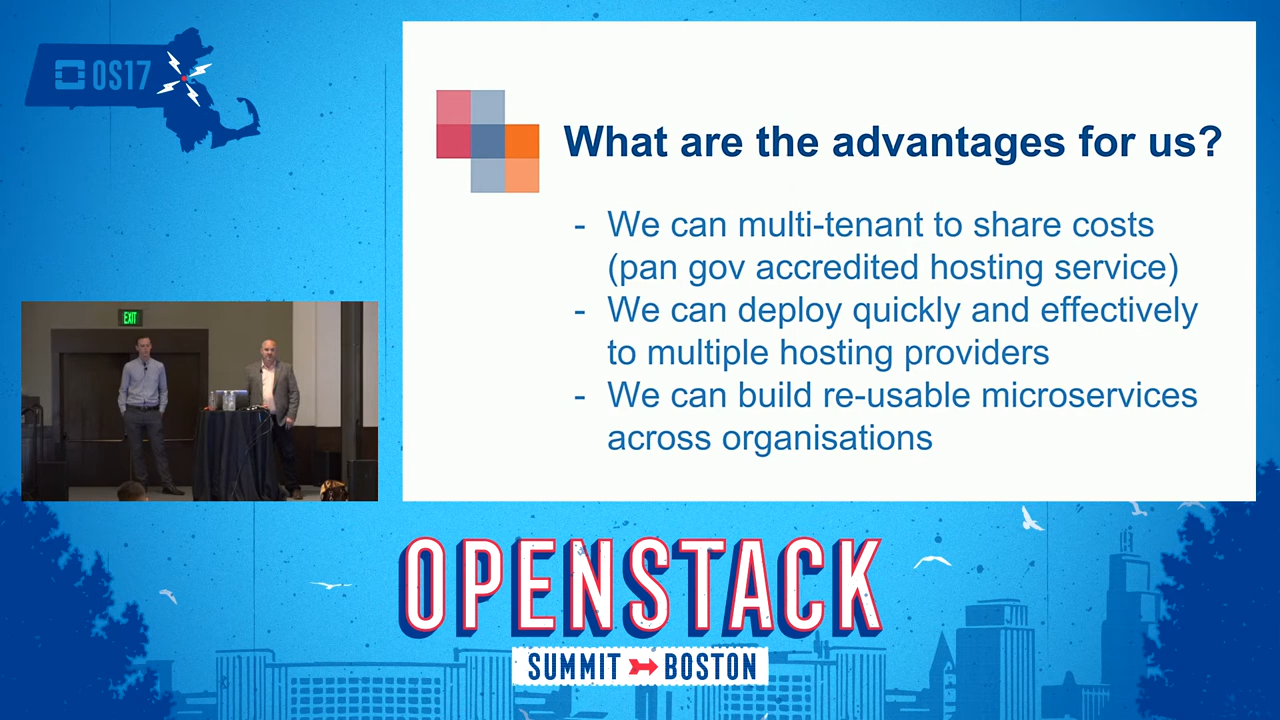 OS17
What are the advantages for us?
- We can multi-tenant to share costs
(pan gov accredited hosting service)
- We can deploy quickly and effectively
to multiple hosting providers
- We can build re-usable microservices
across organisations
EXIT
OPENSTACK
SUMMIT BOSTON